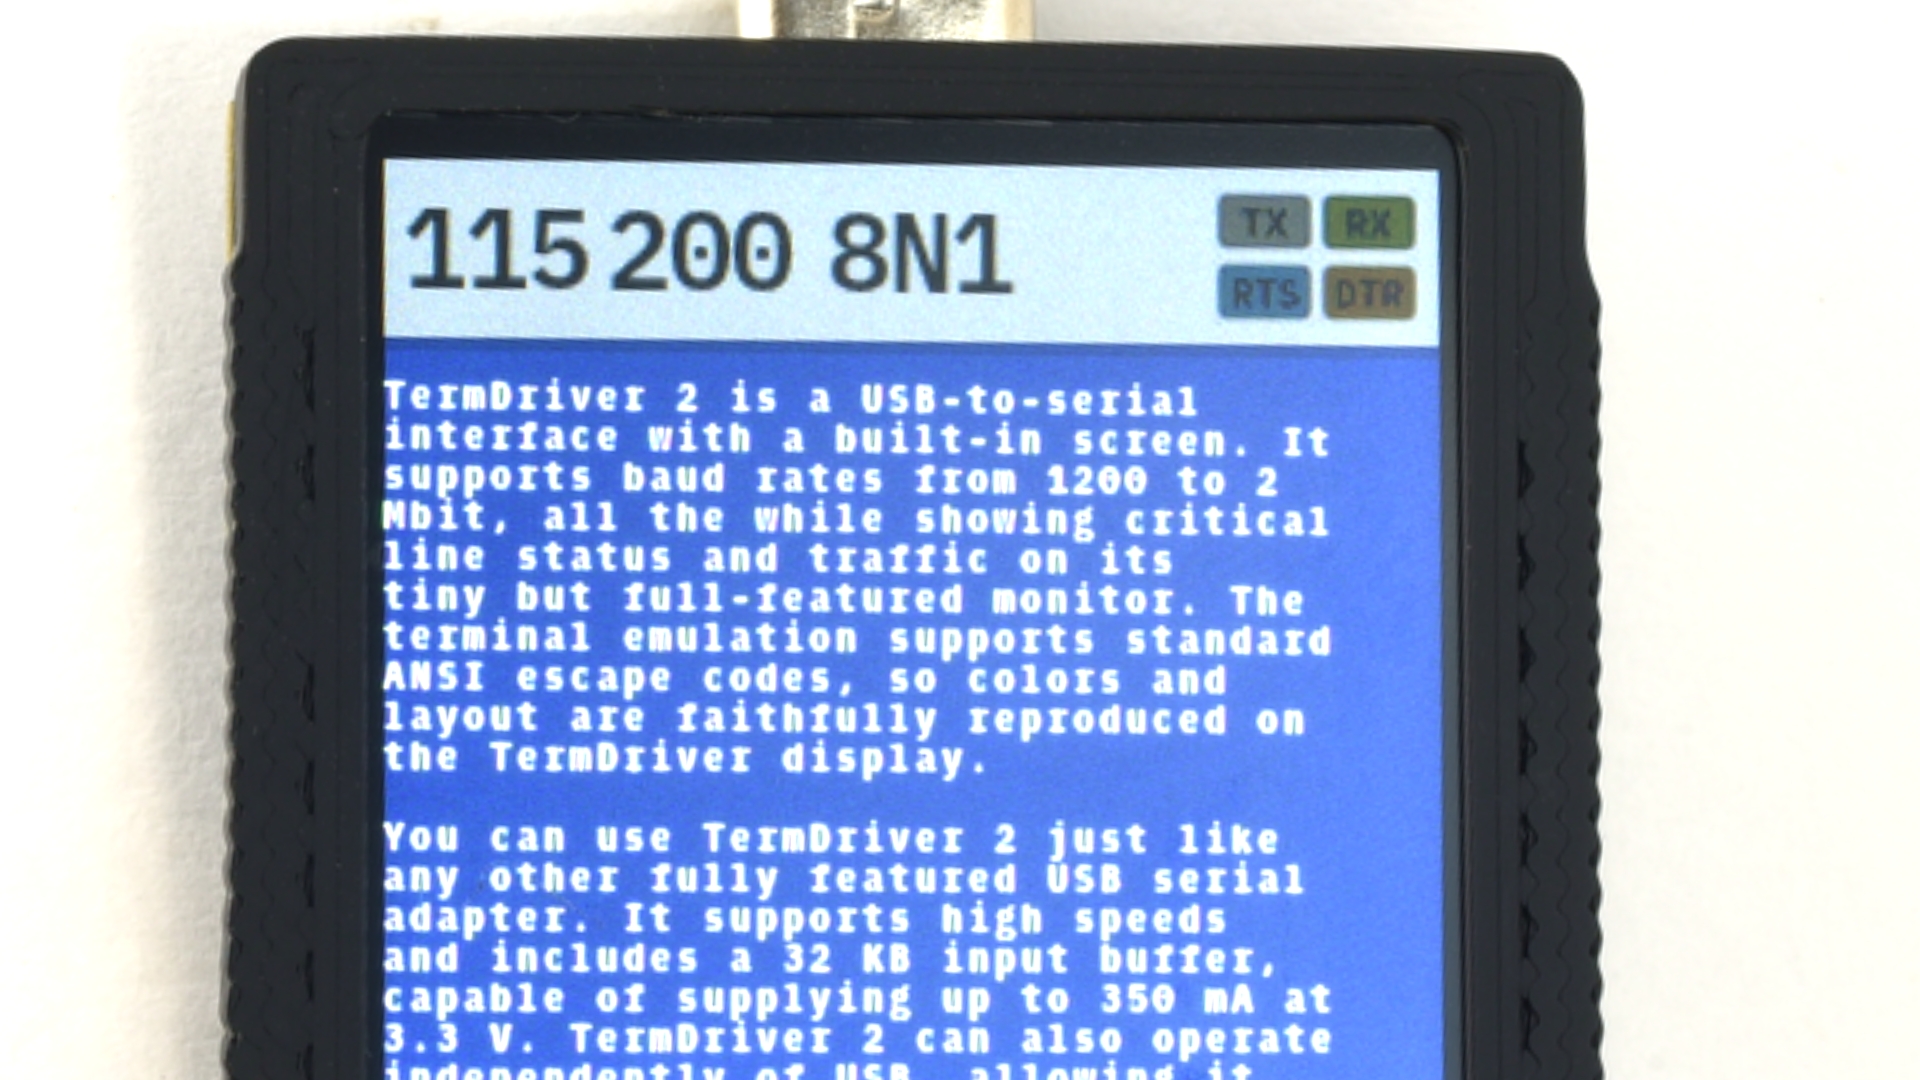 115 200 8N1
TX RX
RTS DTR
TermDriver 2 is a USB-to-serial
interface with a built-in screen. It
supports baud rates from 1200 to 2
Mbit, all the while showing critical
line status and traffic on its
tiny but full-featured monitor. The
terminal emulation supports standard
ANSI escape codes, so colors and
layout are faithfully reproduced on
the TermDriver display.
You can use TermDriver 2 just like
any other fully featured USB serial
adapter. It supports high speeds
and includes a 32 KB input buffer,
capable of supplying up to 350 mA at
3.3 V. TermDriver 2 can also operate
independently of USB, allowing it